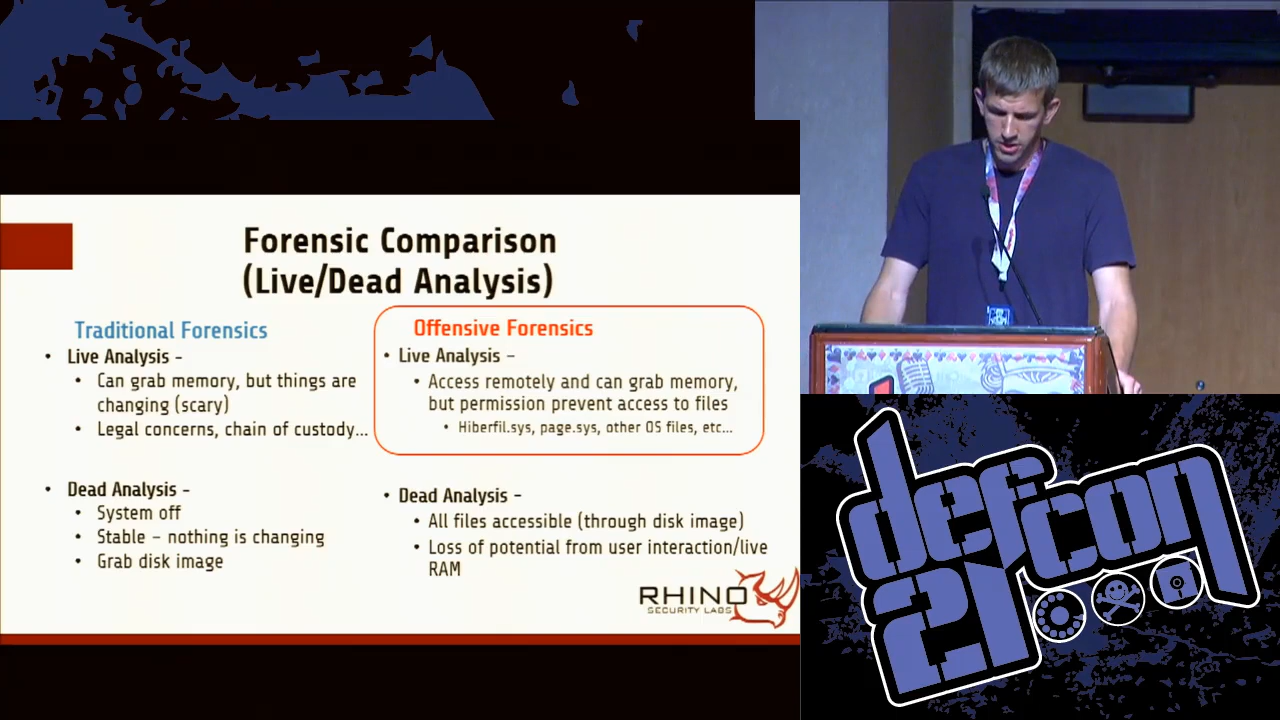 Forensic Comparison
(Live/Dead Analysis)
Traditional Forensics
• Live Analysis –
• Can grab memory, but things are
changing (scary)
• Legal concerns, chain of custody...
• Dead Analysis –
• System off
• Stable – nothing is changing
• Grab disk image
Offensive Forensics
• Live Analysis –
• Access remotely and can grab memory,
but permission prevent access to files
• Hiberfil.sys, page.sys, other OS files, etc...
• Dead Analysis –
• All files accessible (through disk image)
• Loss of potential from user interaction/live
RAM
RHINO
SECURITY LABS
defcon
21